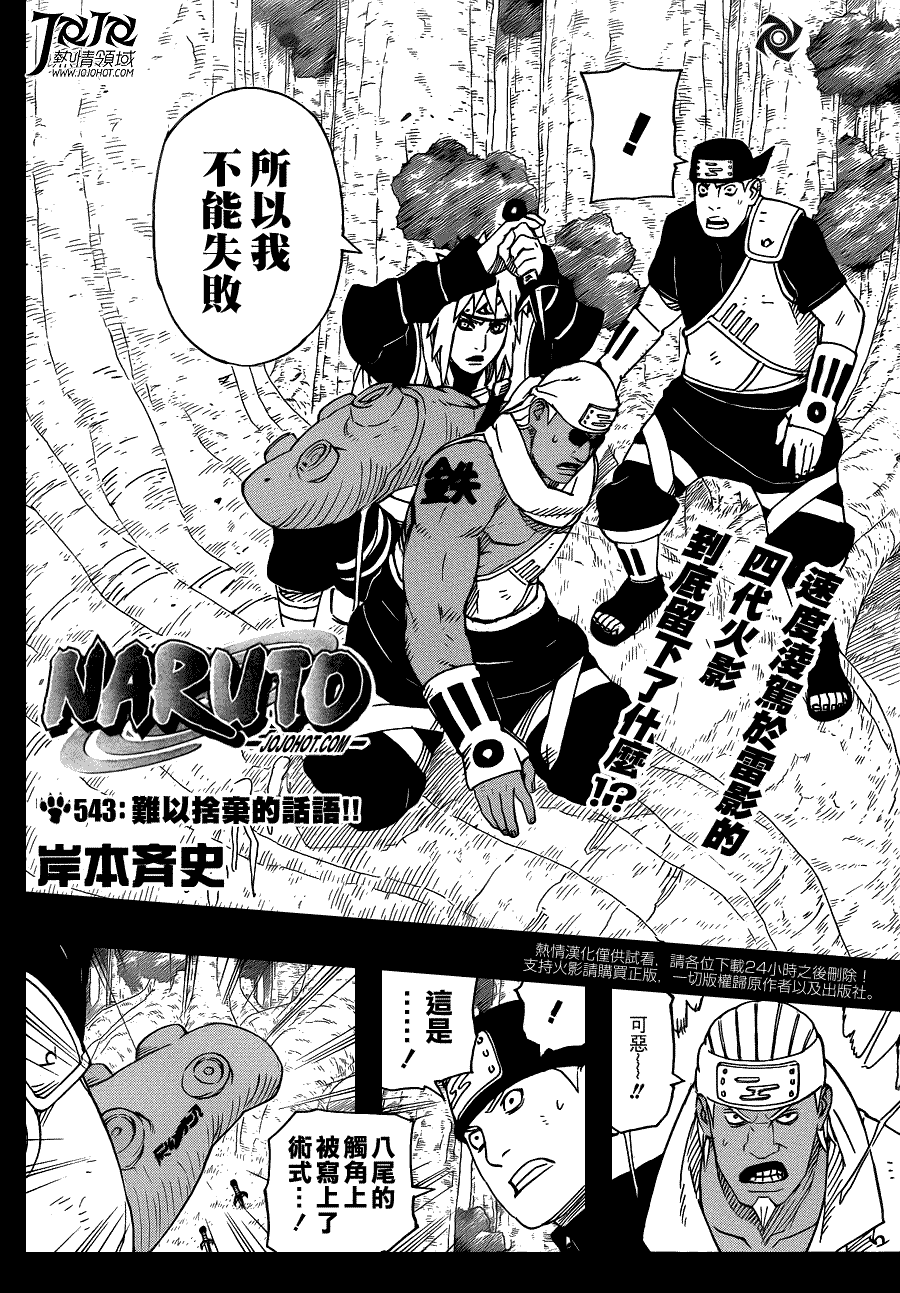 JOJO
熱情領域
WWW.JOJOHOT.COM
！
所以我
不能失敗
鉄
速度淩駕於雷影的
四代火影
到底留下了什麼!?
NARUTO
-JOJOHOT.COM-
543：難以捨棄的話語!!
岸本斉史
熱情漢化僅供試看，請各位下載24小時之後刪除！
支持火影請購買正版，一切版權歸原作者以及出版社。
可惡～～!!
！
這是
……！
八尾的
觸角上
被寫上了
術式…！